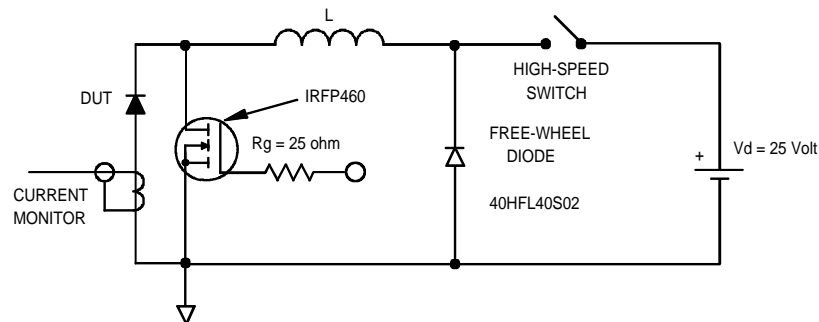 L
IRFP460
DUT
Rg = 25 ohm
CURRENT
MONITOR
HIGH-SPEED
SWITCH
FREE-WHEEL
DIODE
40HFL40S02
+
Vd = 25 Volt